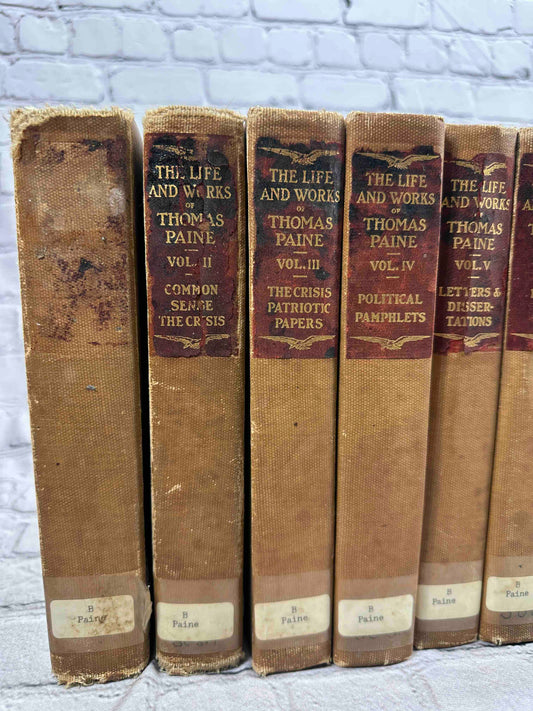 B
Paine
THE LIFE
AND WORKS
OF
THOMAS
PAINE
VOL. II
COMMON
SENSE
THE CRISIS
B
Paine
THE LIFE
AND WORKS
OF
THOMAS
PAINE
VOL. III
THE CRISIS
PATRIOTIC
PAPERS
B
Paine
THE LIFE
AND WORKS
OF
THOMAS
PAINE
VOL. IV
POLITICAL
PAMPHLETS
B
Paine
THE LIFE
AND WORKS
OF
THOMAS
PAINE
VOL. V
LETTERS &
DISSER-
TATIONS
B
Paine
B
Paine